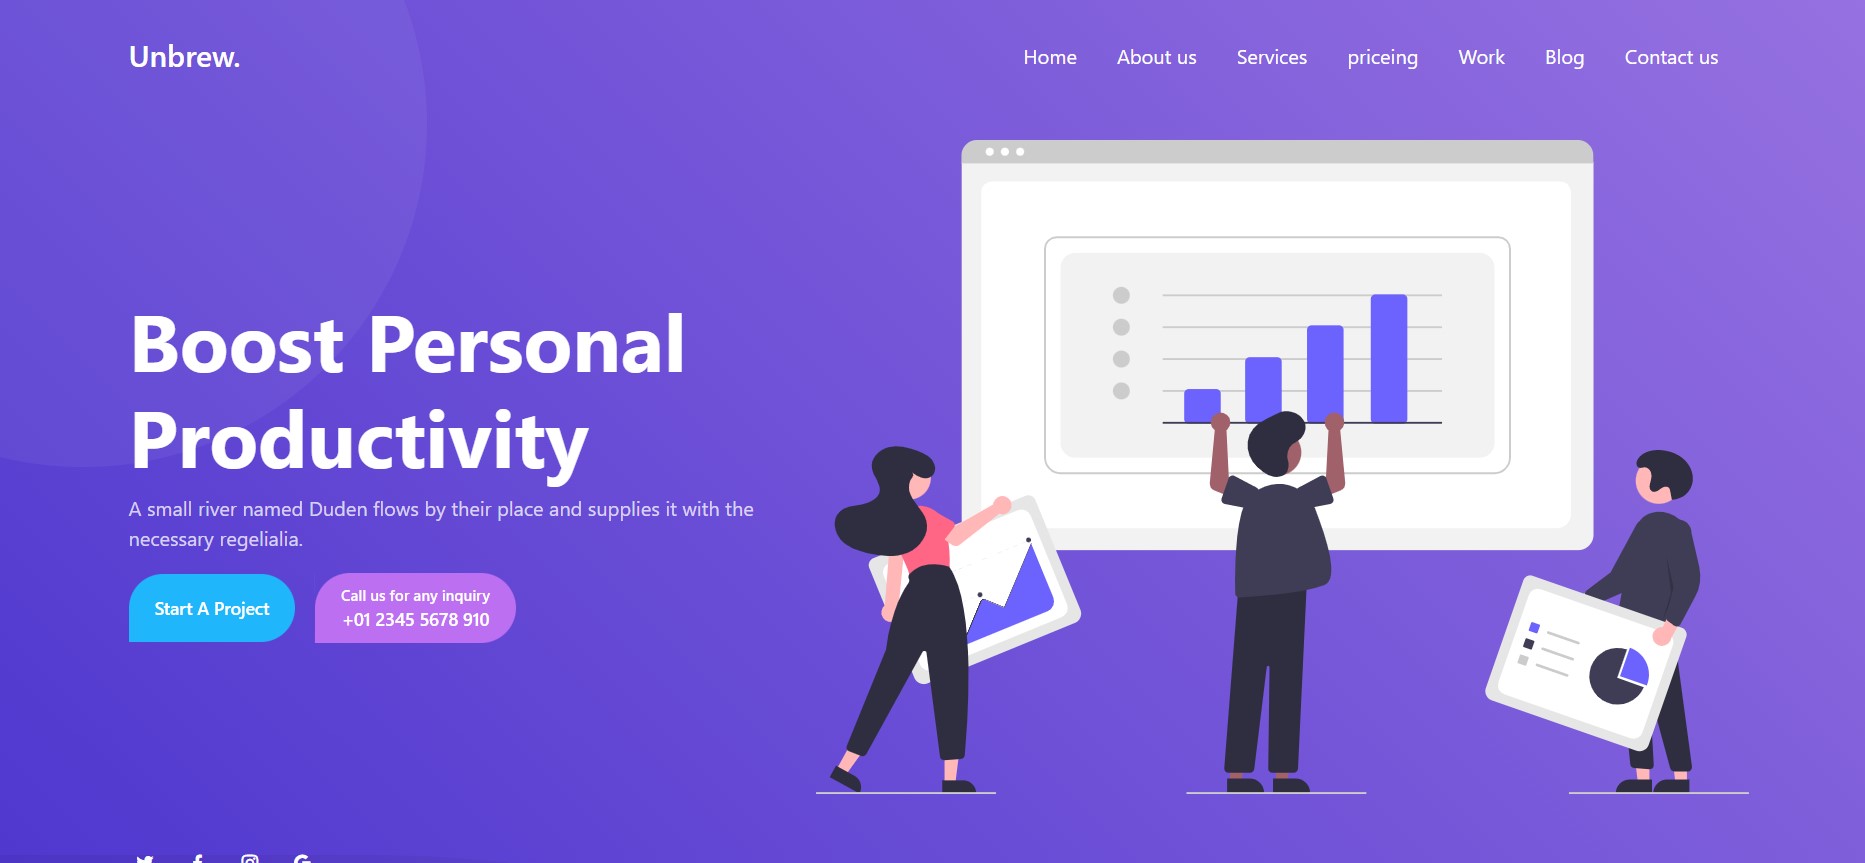 Unbrew.
Home About us Services priceing Work Blog Contact us
Boost Personal
Productivity
A small river named Duden flows by their place and supplies it with the
necessary regelialia.
Start A Project
Call us for any inquiry
+01 2345 5678 910